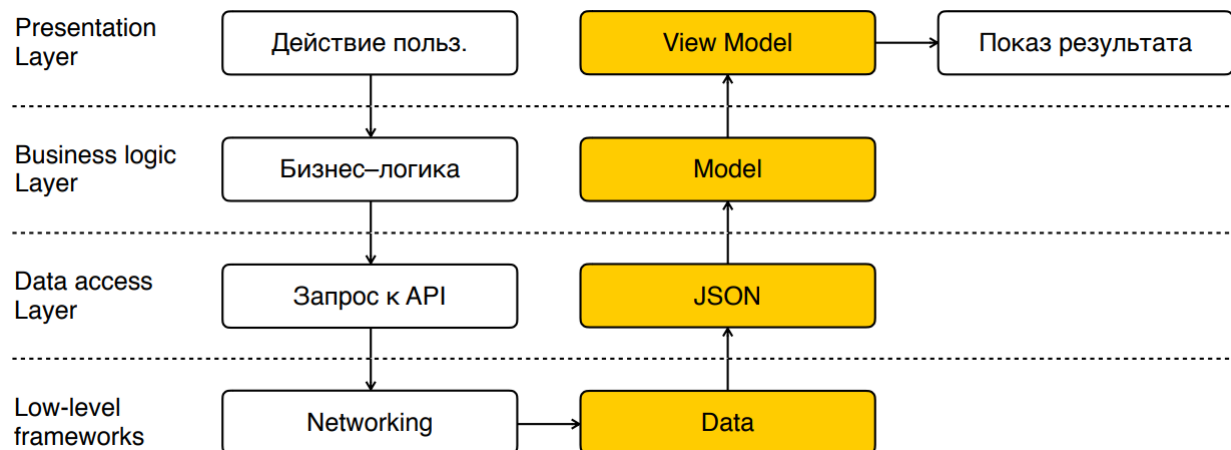 Presentation
Layer
Действие польз.
View Model
Показ результата
Business logic
Layer
Бизнес–логика
Model
Data access
Layer
Запрос к API
JSON
Low-level
frameworks
Networking
Data